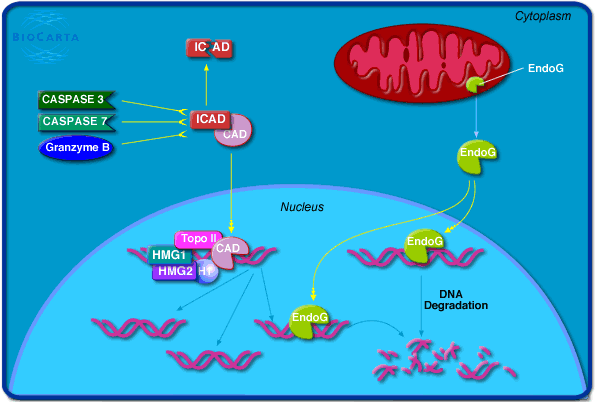 Cytoplasm
BIOCARTA
IC AD
EndoG
CASPASE 3
ICAD
CASPASE 7
CAD
Granzyme B
EndoG
Nucleus
Topo II
CAD
EndoG
HMG1
HMG2
H1
DNA
Degradation
EndoG